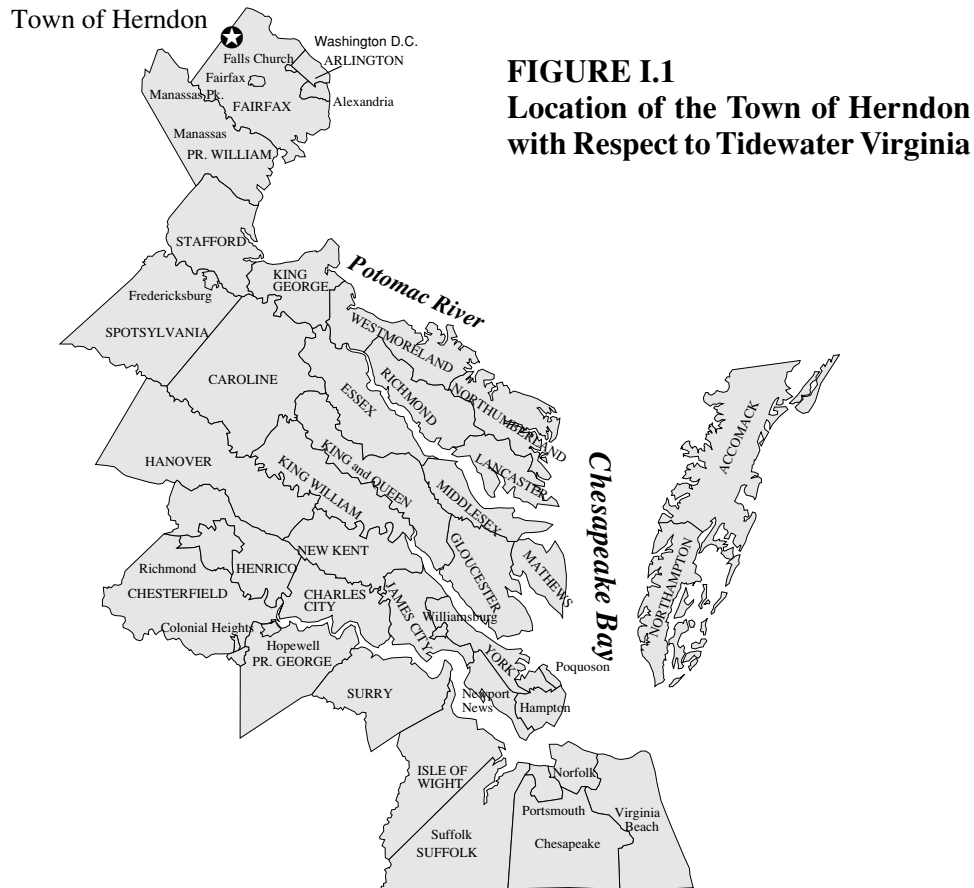 Town of Herndon
Washington D.C.
Falls Church
ARLINGTON
Fairfax
Manassas Pk.
FAIRFAX
Alexandria
Manassas
PR. WILLIAM
FIGURE I.1
Location of the Town of Herndon
with Respect to Tidewater Virginia
STAFFORD
KING
GEORGE
Potomac River
Fredericksburg
SPOTSYLVANIA
WESTMORELAND
CAROLINE
ESSEX
RICHMOND
NORTHUMBERLAND
ACCOMACK
HANOVER
KING and QUEEN
KING WILLIAM
LANCASTER
MIDDLESEX
Chesapeake Bay
NEW KENT
GLOUCESTER
MATHEWS
NORTHAMPTON
Richmond
HENRICO
CHESTERFIELD
CHARLES
CITY
JAMES CITY
Williamsburg
Colonial Heights
Hopewell
PR. GEORGE
YORK
Poquoson
SURRY
Newport
News
Hampton
ISLE OF
WIGHT
Norfolk
Portsmouth
Virginia
Beach
Suffolk
SUFFOLK
Chesapeake